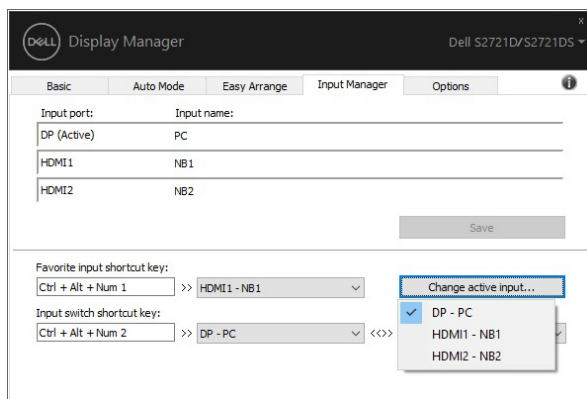 DELL Display Manager
Dell S2721D/S2721DS
Basic Auto Mode Easy Arrange Input Manager Options
Input port: Input name:
DP (Active) PC
HDMI1 NB1
HDMI2 NB2
Save
Favorite input shortcut key:
Ctrl + Alt + Num 1 >> HDMI1 - NB1 Change active input...
Input switch shortcut key:
Ctrl + Alt + Num 2 >> DP - PC <<>>
DP - PC
HDMI1 - NB1
HDMI2 - NB2